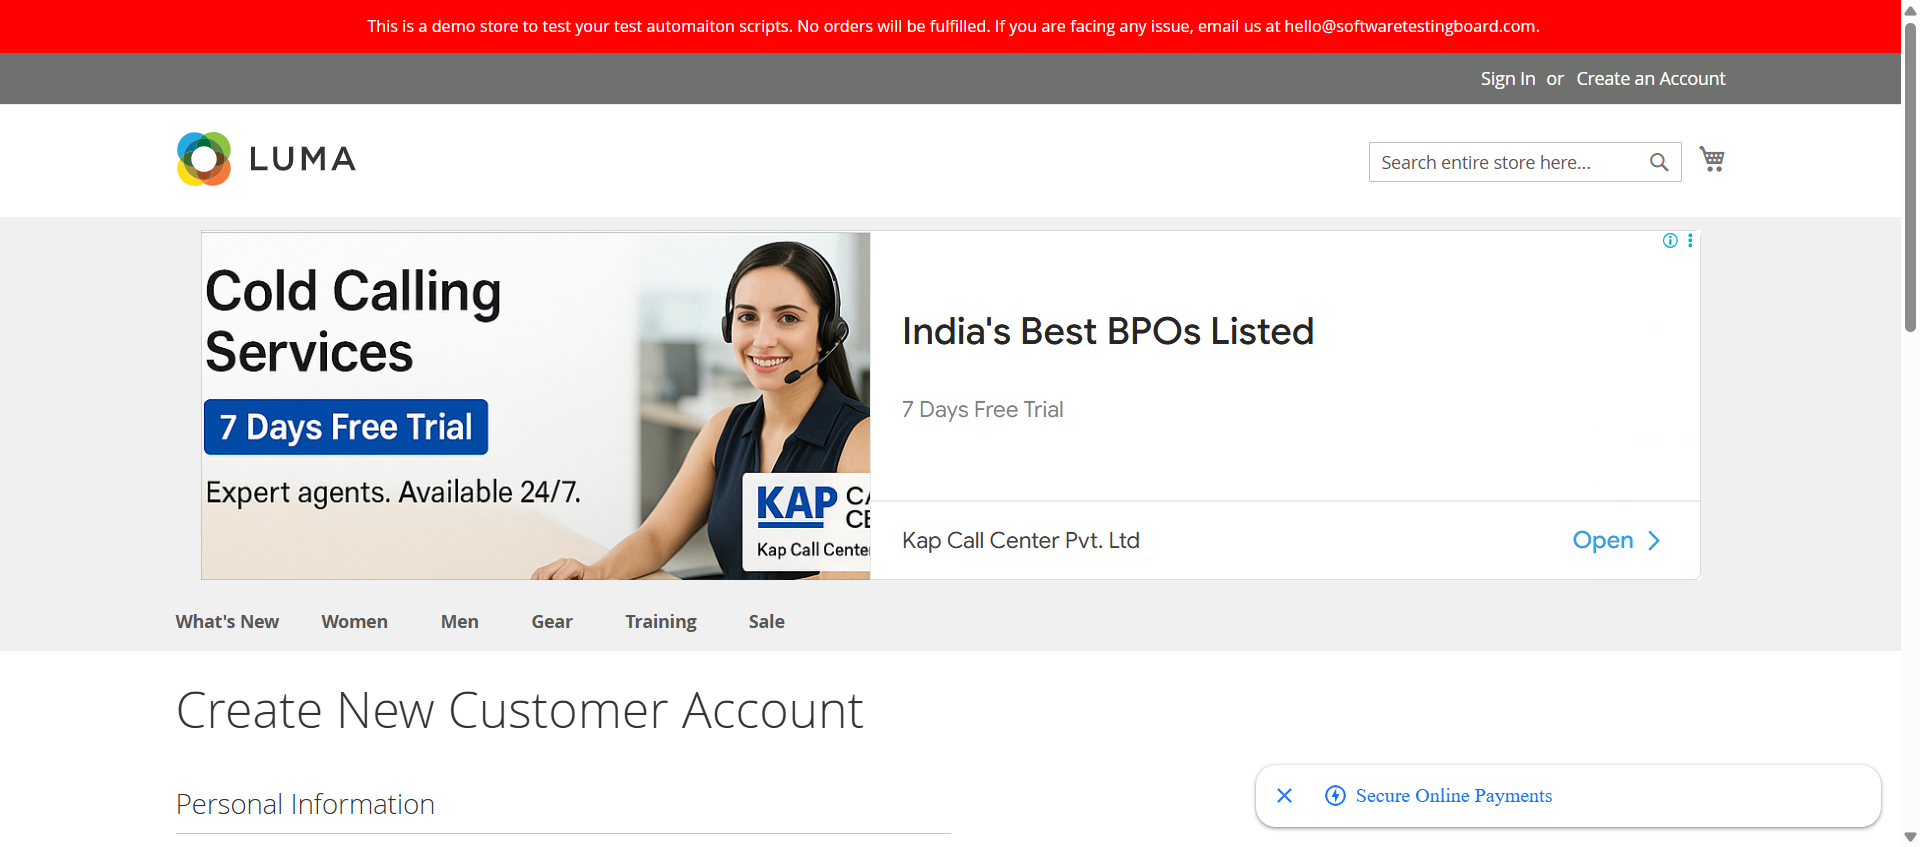 This is a demo store to test your test automaiton scripts. No orders will be fulfilled. If you are facing any issue, email us at hello@softwaretestingboard.com.
Sign In or Create an Account
LUMA
Search entire store here...
Cold Calling
Services
7 Days Free Trial
Expert agents. Available 24/7.
KAP
Kap Call
India's Best BPOs Listed
7 Days Free Trial
Kap Call Center Pvt. Ltd
Open
What's New Women Men Gear Training Sale
Create New Customer Account
Personal Information
Secure Online Payments